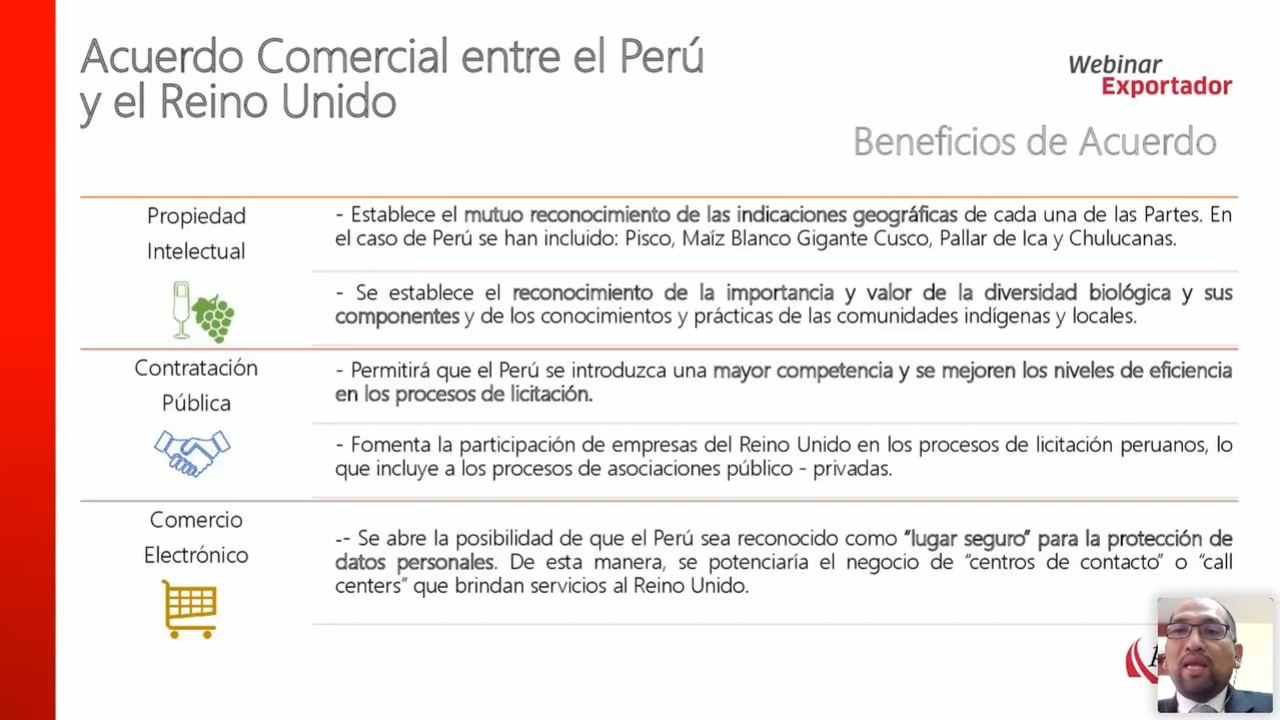 Acuerdo Comercial entre el Perú
y el Reino Unido
Webinar
Exportador
Beneficios de Acuerdo
Propiedad
Intelectual
- Establece el mutuo reconocimiento de las indicaciones geográficas de cada una de las Partes. En
el caso de Perú se han incluido: Pisco, Maíz Blanco Gigante Cusco, Pallar de Ica y Chulucanas.
- Se establece el reconocimiento de la importancia y valor de la diversidad biológica y sus
componentes y de los conocimientos y prácticas de las comunidades indígenas y locales.
Contratación
Pública
- Permitirá que el Perú se introduzca una mayor competencia y se mejoren los niveles de eficiencia
en los procesos de licitación.
- Fomenta la participación de empresas del Reino Unido en los procesos de licitación peruanos, lo
que incluye a los procesos de asociaciones público - privadas.
Comercio
Electrónico
-- Se abre la posibilidad de que el Perú sea reconocido como "lugar seguro" para la protección de
datos personales. De esta manera, se potenciaría el negocio de "centros de contacto" o "call
centers" que brindan servicios al Reino Unido.